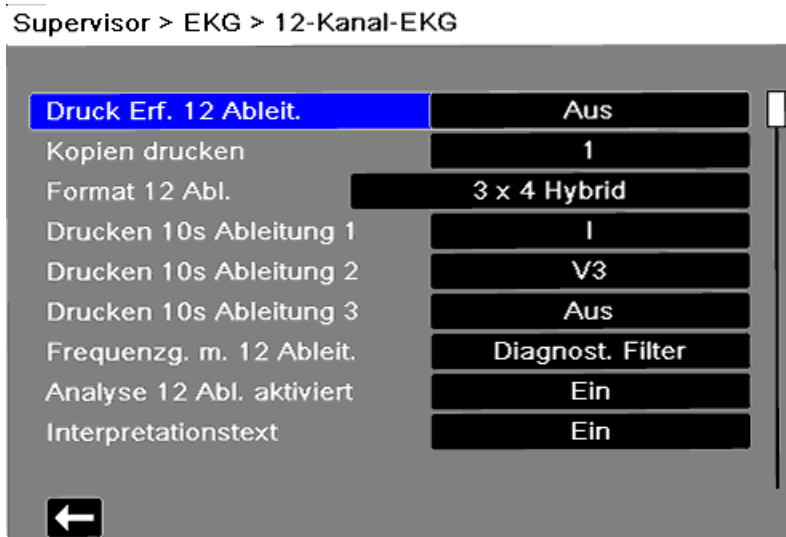 Supervisor > EKG > 12-Kanal-EKG
Druck Erf. 12 Ableit. Aus
Kopien drucken 1
Format 12 Abl. 3 x 4 Hybrid
Drucken 10s Ableitung 1 I
Drucken 10s Ableitung 2 V3
Drucken 10s Ableitung 3 Aus
Frequenzg. m. 12 Ableit. Diagnost. Filter
Analyse 12 Abl. aktiviert Ein
Interpretationstext Ein